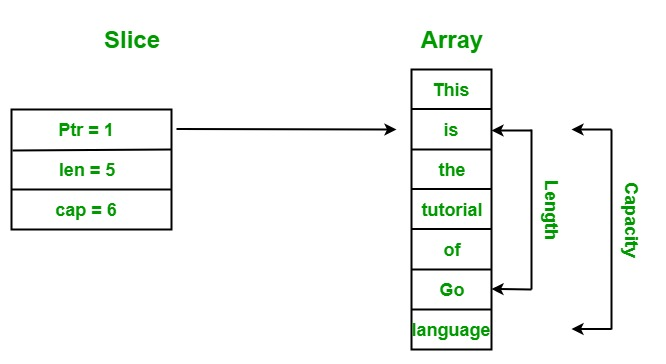 Slice
Array
Ptr = 1
len = 5
cap = 6
This
is
the
tutorial
of
Go
language
Length
Capacity